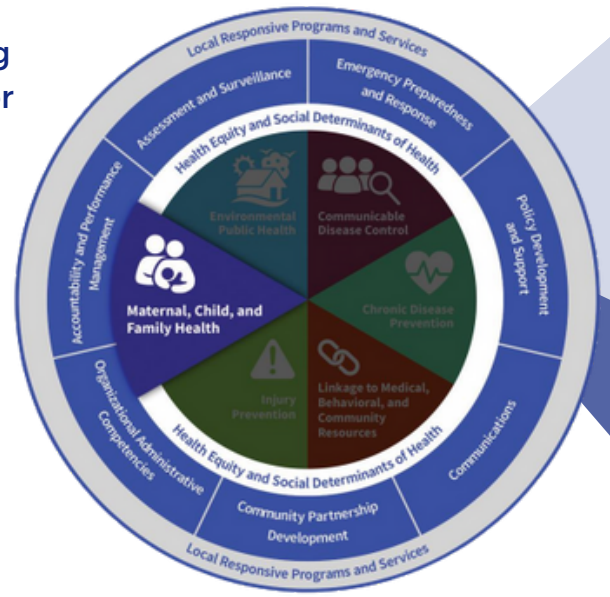 g
er
Local Responsive Programs and Services
Assessment and Surveillance
Emergency Preparedness
and Response
Health Equity and Social Determinants of Health
Environmental
Public Health
Communicable
Disease Control
Accountability and Performance
Management
Policy Development
and Support
Maternal, Child, and
Family Health
Chronic Disease
Prevention
Injury
Prevention
Linkage to Medical,
Behavioral, and
Community
Resources
Organizational Administrative
Competencies
Communications
Health Equity and Social Determinants of Health
Community Partnership
Development
Local Responsive Programs and Services